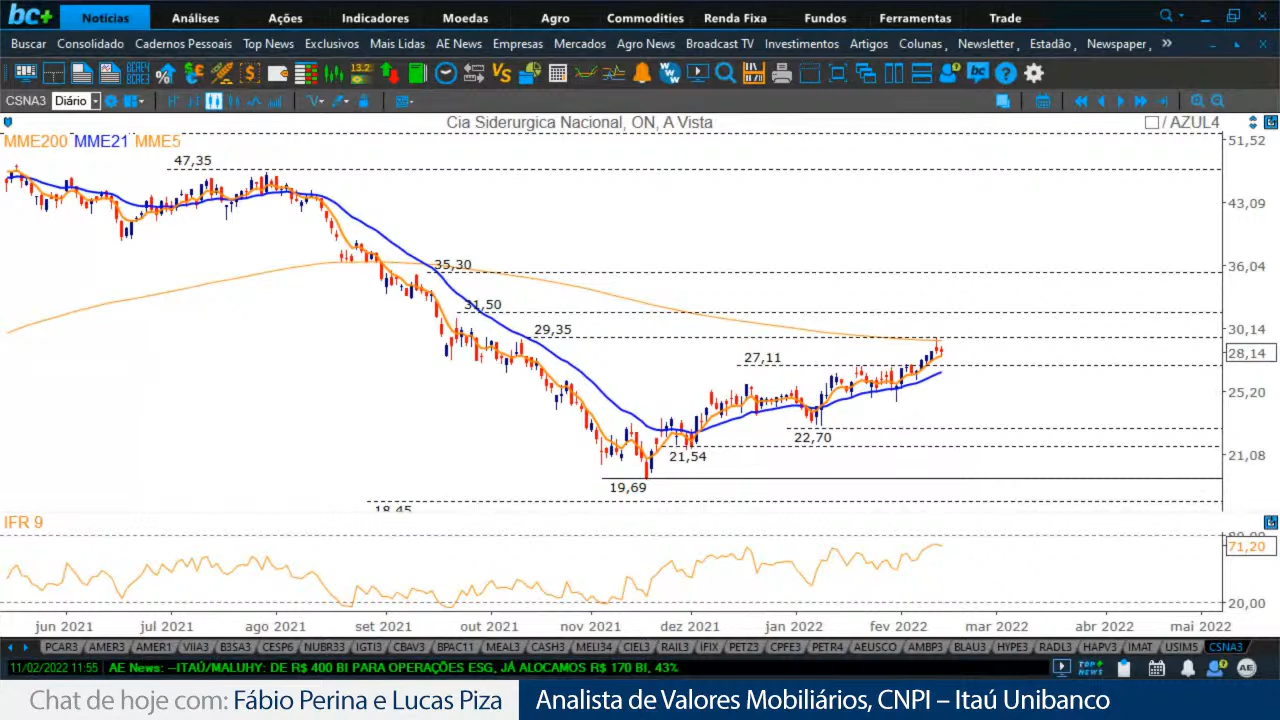 bc+ Notícias Análises Ações Indicadores Moedas Agro Commodities Renda Fixa Fundos Ferramentas Trade
Buscar Consolidado Cadernos Pessoais Top News Exclusivos Mais Lidas AE News Empresas Mercados Agro News Broadcast TV Investimentos Artigos Colunas Newsletter Estadão Newspaper »
CSNA3 Diário
Cia Siderurgica Nacional, ON, A Vista
/ AZUL4
MME200 MME21 MME5
51,52
47,35
43,09
36,04
35,30
31,50
30,14
29,35
28,14
27,11
25,20
22,70
21,54
21,08
19,69
18,45
IFR 9
80,00
71,20
20,00
jun 2021 jul 2021 ago 2021 set 2021 out 2021 nov 2021 dez 2021 jan 2022 fev 2022 mar 2022 abr 2022 mai 2022
PCAR3 AMER3 AMER1 VIIA3 B3SA3 CESP6 NUBR33 IGTI3 CBAV3 BPAC11 MEAL3 CASH3 MELI34 CIEL3 RAIL3 IFIX PETZ3 CPFE3 PETR4 AEUSCO AMBP3 BLAU3 HYPE3 RADL3 HAPV3 IMAT USIM5 CSNA3
11/02/2022 11:55 AE News: --ITAÚ/MALUHY: DE R$ 400 BI PARA OPERAÇÕES ESG, JÁ ALOCAMOS R$ 170 BI, 43%
TOP+ NEWS AE
Chat de hoje com: Fábio Perina e Lucas Piza
Analista de Valores Mobiliários, CNPI – Itaú Unibanco